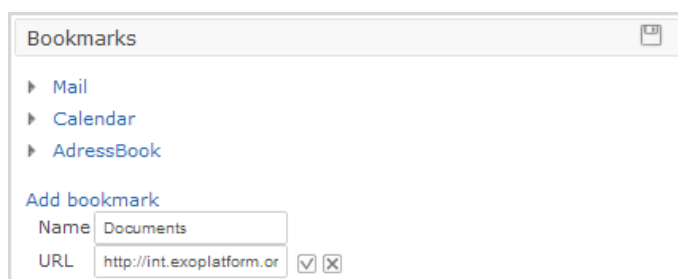 Bookmarks
Mail
Calendar
AdressBook
Add bookmark
Name Documents
URL http://int.exoplatform.or